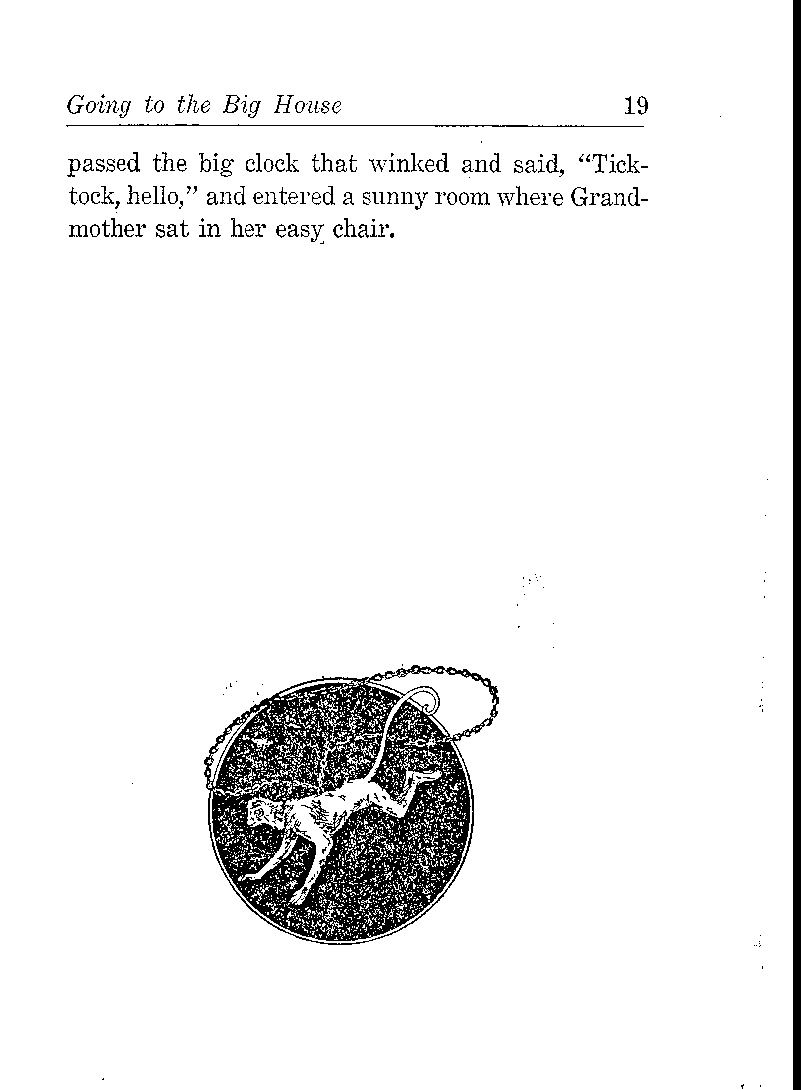 Going to the Big House 19
passed the big clock that winked and said, “Tick-
tock, hello,” and entered a sunny room where Grand-
mother sat in her easy chair.